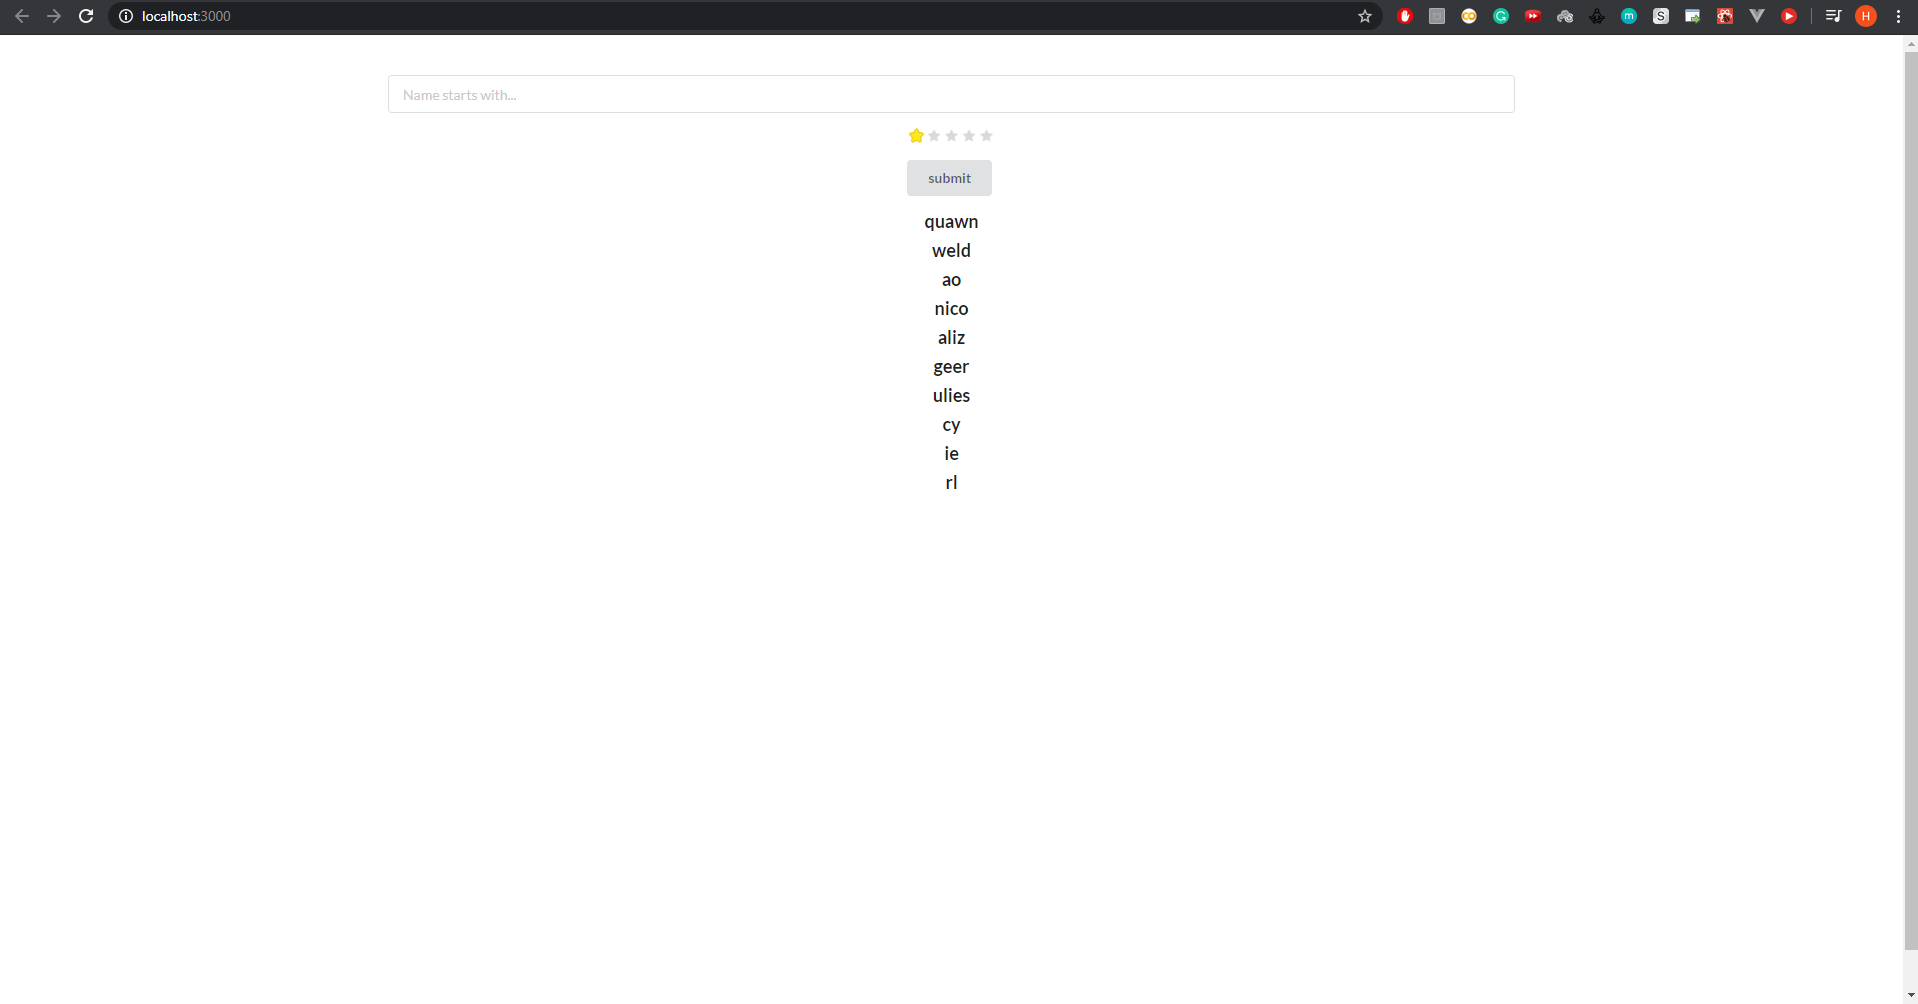 localhost:3000
m
S
H
Name starts with...
submit
quawn
weld
ao
nico
aliz
geer
ulies
cy
ie
rl